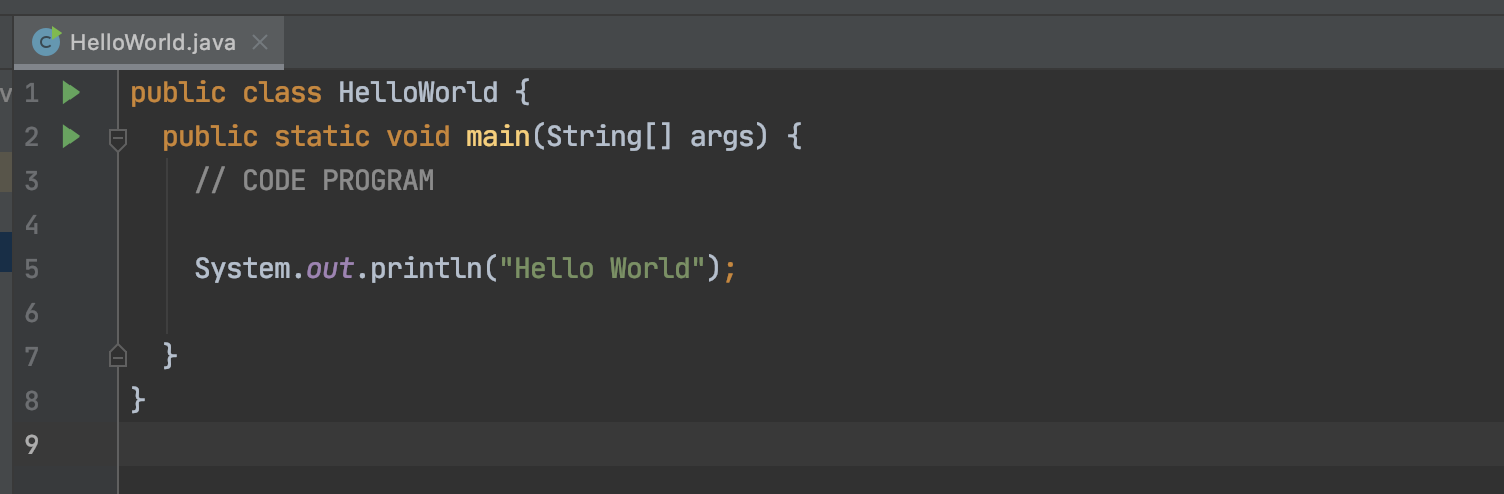 HelloWorld.java
1 public class HelloWorld {
2 public static void main(String[] args) {
3 // CODE PROGRAM
4
5 System.out.println("Hello World");
6
7 }
8 }
9